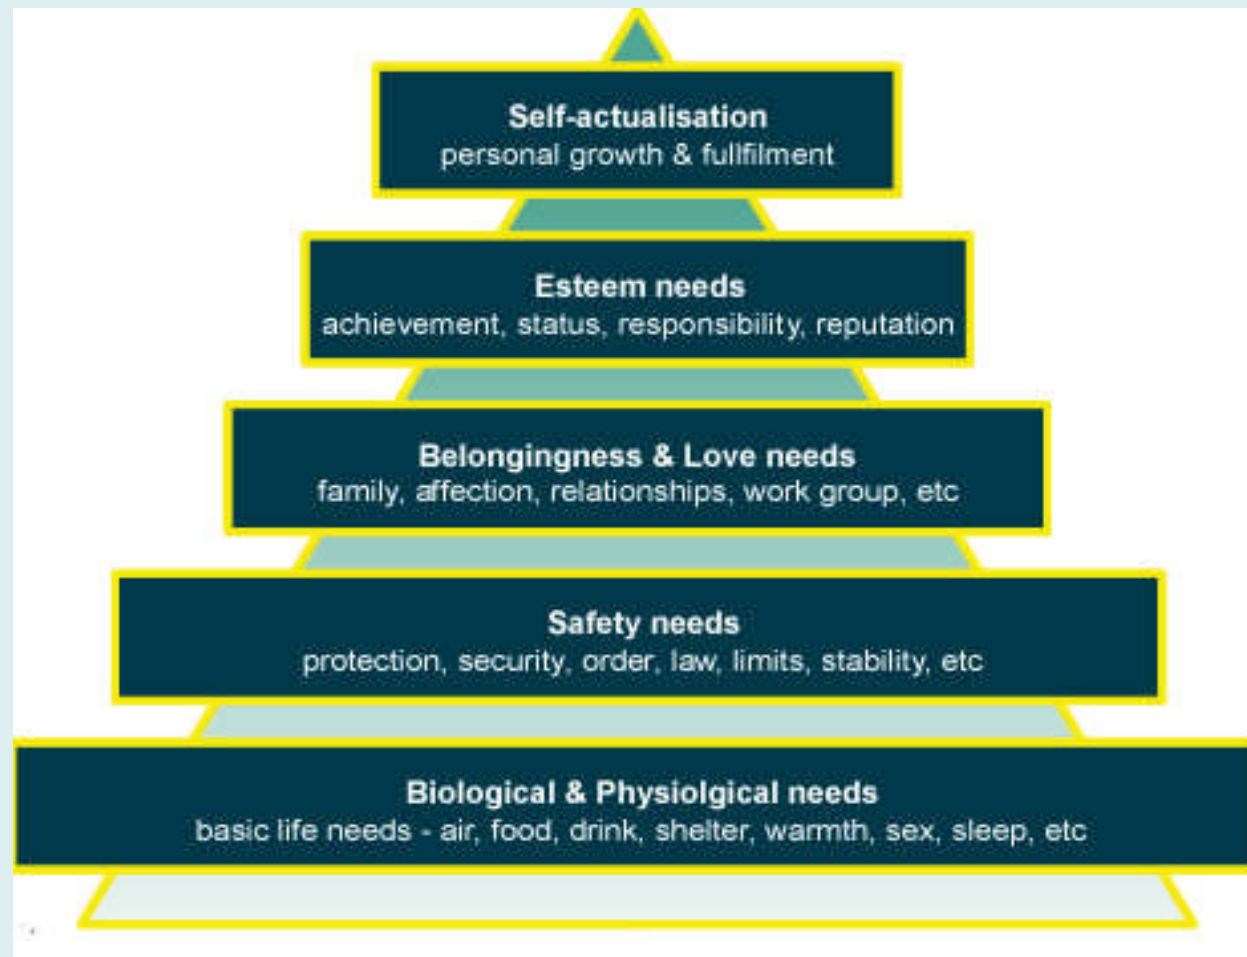 Self-actualisation
personal growth & fullfilment
Esteem needs
achievement, status, responsibility, reputation
Belongingness & Love needs
family, affection, relationships, work group, etc
Safety needs
protection, security, order, law, limits, stability, etc
Biological & Physiolgical needs
basic life needs - air, food, drink, shelter, warmth, sex, sleep, etc